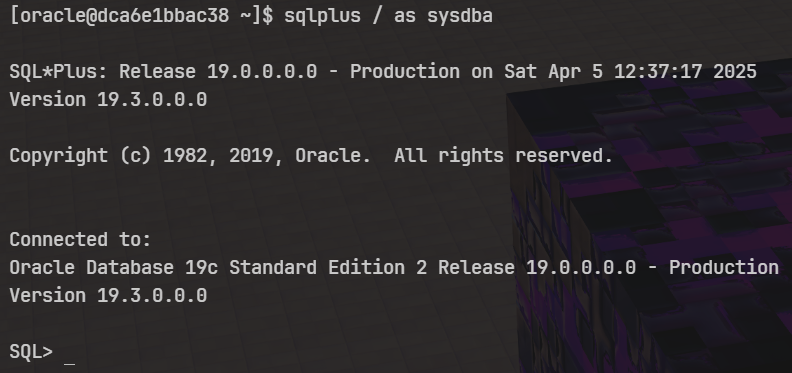 [oracle@dca6e1bbac38 ~]$ sqlplus / as sysdba
SQL*Plus: Release 19.0.0.0.0 - Production on Sat Apr 5 12:37:17 2025
Version 19.3.0.0.0
Copyright (c) 1982, 2019, Oracle.  All rights reserved.
Connected to:
Oracle Database 19c Standard Edition 2 Release 19.0.0.0.0 - Production
Version 19.3.0.0.0
SQL> _